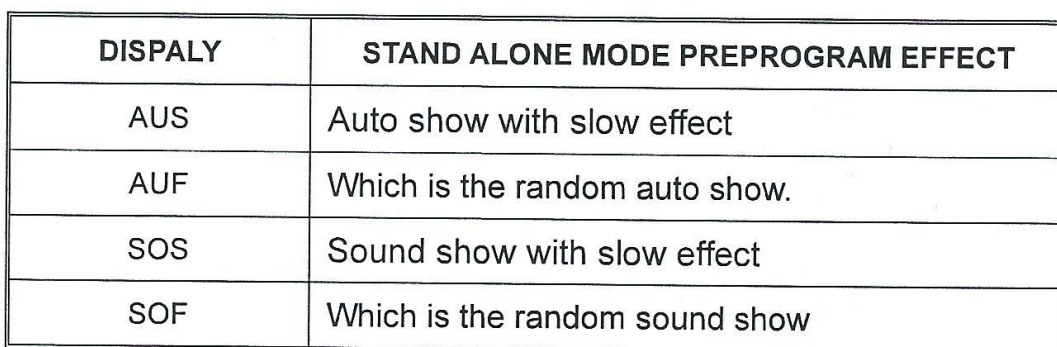 DISPALY STAND ALONE MODE PREPROGRAM EFFECT
AUS Auto show with slow effect
AUF Which is the random auto show.
SOS Sound show with slow effect
SOF Which is the random sound show